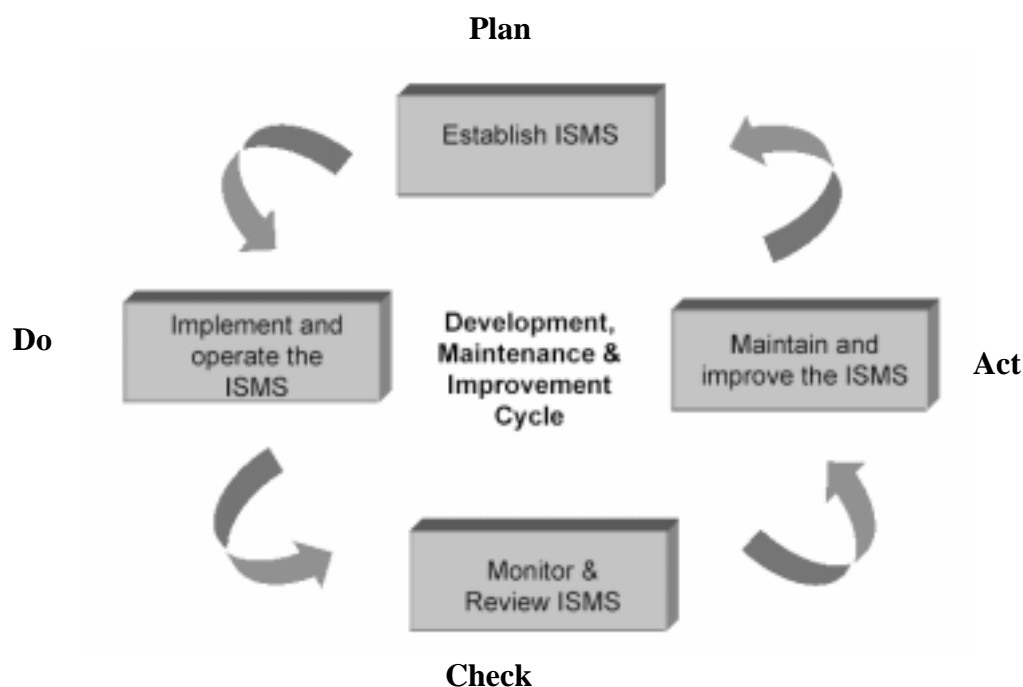 Plan
Establish ISMS
Do
Implement and
operate the
ISMS
Development,
Maintenance &
Improvement
Cycle
Maintain and
improve the ISMS
Act
Monitor &
Review ISMS
Check